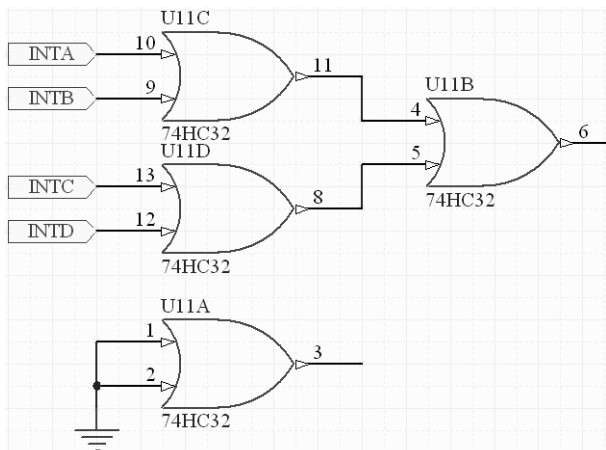 U11C
INTA
10
INTB
9
11
74HC32
U11D
INTC
13
INTD
12
8
74HC32
U11B
4
5
6
74HC32
U11A
1
2
3
74HC32